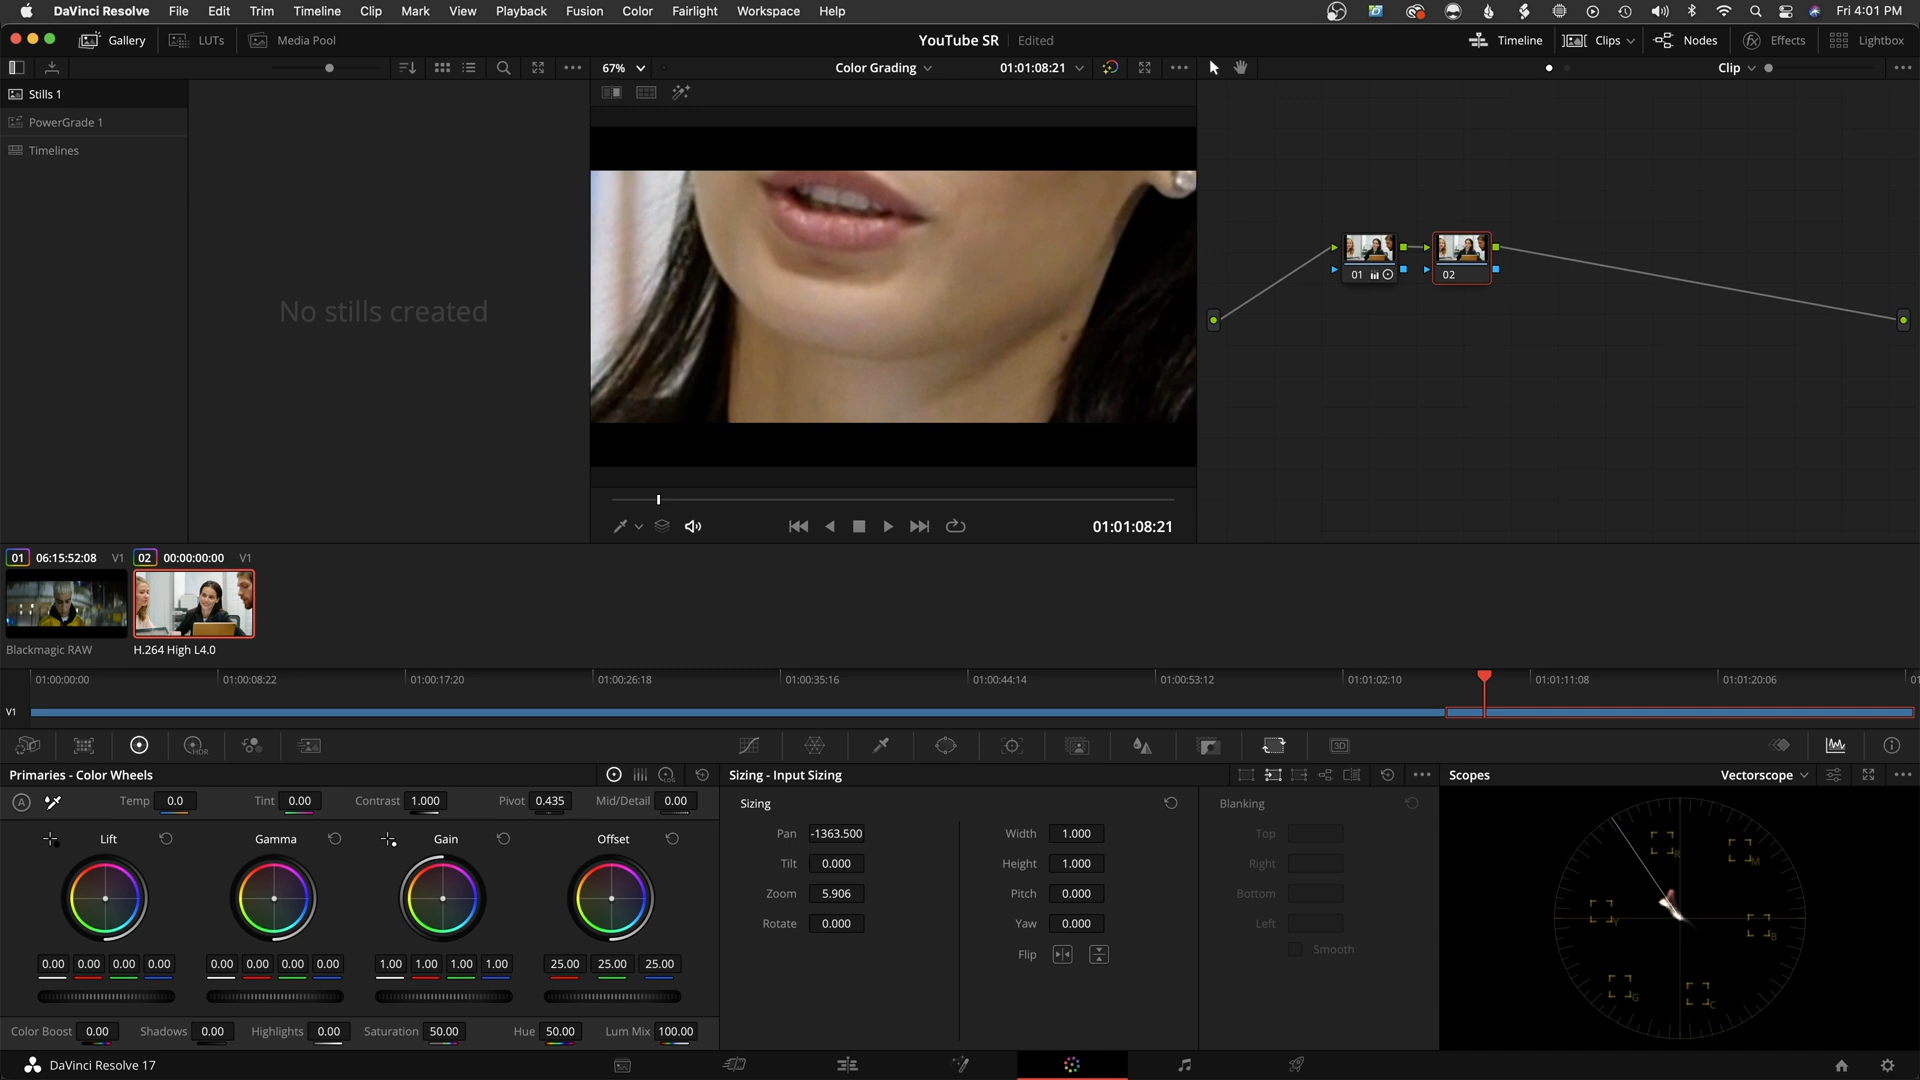 DaVinci Resolve File Edit Trim Timeline Clip Mark View Playback Fusion Color Fairlight Workspace Help Fri 4:01 PM
Gallery LUTs Media Pool YouTube SR Edited Timeline Clips Nodes Effects Lightbox
67% Color Grading 01:01:08:21 Clip
Stills 1
PowerGrade 1
Timelines
No stills created
01 02
01:01:08:21
01 06:15:52:08 V1 02 00:00:00:00 V1
Blackmagic RAW H.264 High L4.0
01:00:00:00 01:00:08:22 01:00:17:20 01:00:26:18 01:00:35:16 01:00:44:14 01:00:53:12 01:01:02:10 01:01:11:08 01:01:20:06 01
V1
HDR 3D
Primaries - Color Wheels LOG Sizing - Input Sizing Scopes Vectorscope
A Temp 0.0 Tint 0.00 Contrast 1.000 Pivot 0.435 Mid/Detail 0.00 Sizing Blanking
Lift Gamma Gain Offset
Pan -1363.500 Width 1.000 Top
Tilt 0.000 Height 1.000 Right
Zoom 5.906 Pitch 0.000 Bottom
Rotate 0.000 Yaw 0.000 Left
Flip Smooth
R M Y B G C
0.00 0.00 0.00 0.00 0.00 0.00 0.00 0.00 1.00 1.00 1.00 1.00 25.00 25.00 25.00
Color Boost 0.00 Shadows 0.00 Highlights 0.00 Saturation 50.00 Hue 50.00 Lum Mix 100.00
DaVinci Resolve 17